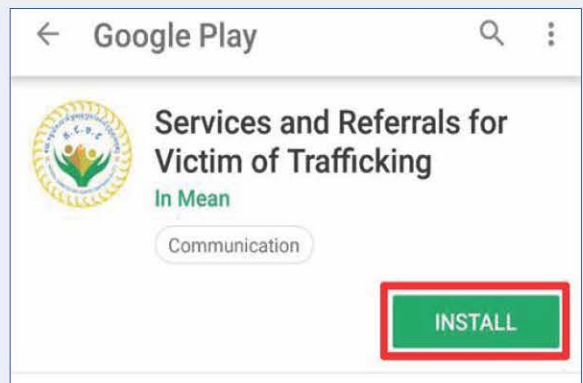 Google Play
Services and Referrals for
Victim of Trafficking
In Mean
Communication
INSTALL